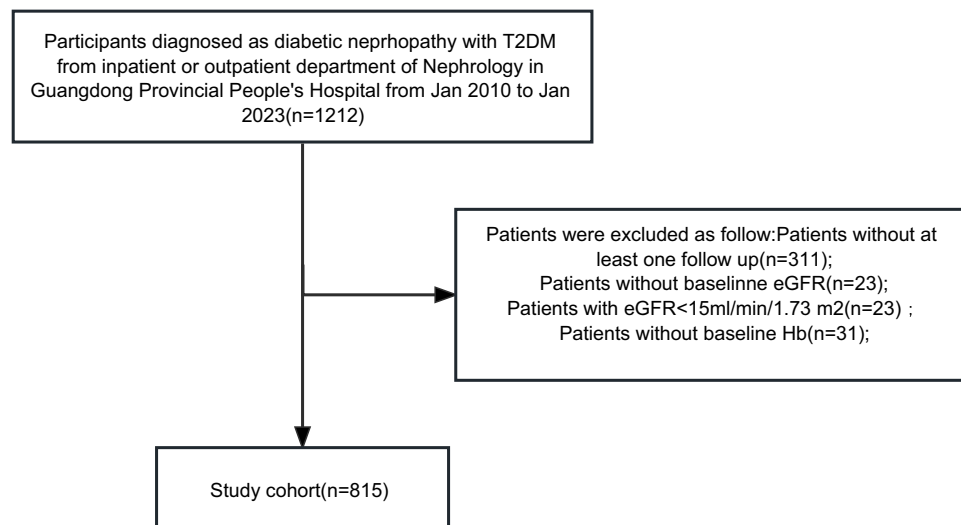 Participants diagnosed as diabetic neprhopathy with T2DM
from inpatient or outpatient department of Nephrology in
Guangdong Provincial People's Hospital from Jan 2010 to Jan
2023(n=1212)
Patients were excluded as follow:Patients without at
least one follow up(n=311);
Patients without baselinne eGFR(n=23);
Patients with eGFR<15ml/min/1.73 m2(n=23) ;
Patients without baseline Hb(n=31);
Study cohort(n=815)